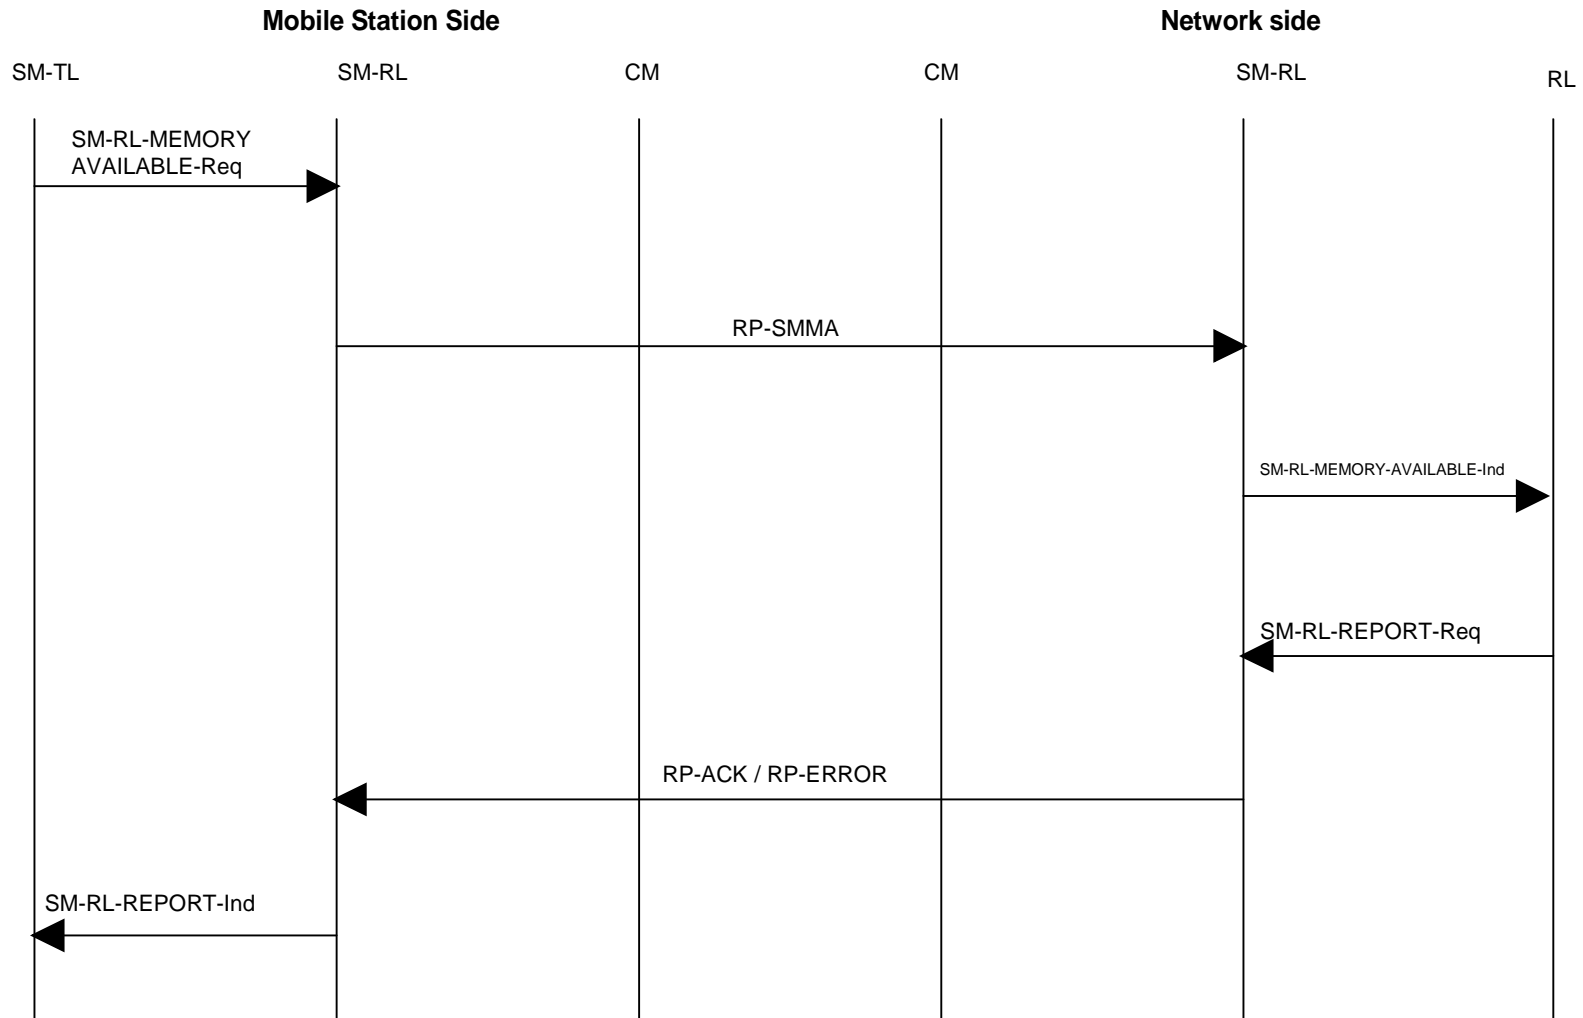 Mobile Station Side
Network side
SM-TL
SM-RL
CM
CM
SM-RL
RL
SM-RL-MEMORY
AVAILABLE-Req
RP-SMMA
SM-RL-MEMORY-AVAILABLE-Ind
SM-RL-REPORT-Req
RP-ACK / RP-ERROR
SM-RL-REPORT-Ind